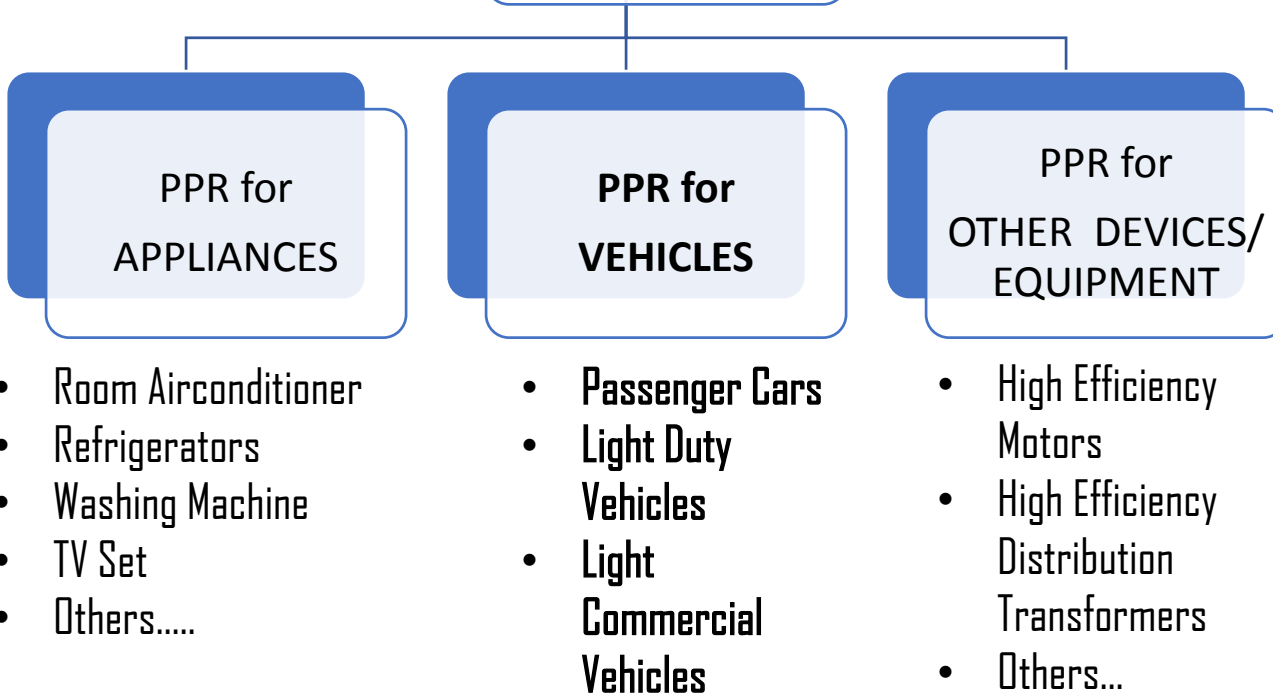 PPR for
APPLIANCES
• Room Airconditioner
• Refrigerators
• Washing Machine
• TV Set
• Others.....
PPR for
VEHICLES
• Passenger Cars
• Light Duty
Vehicles
• Light
Commercial
Vehicles
PPR for
OTHER DEVICES/
EQUIPMENT
• High Efficiency
Motors
• High Efficiency
Distribution
Transformers
• Others...